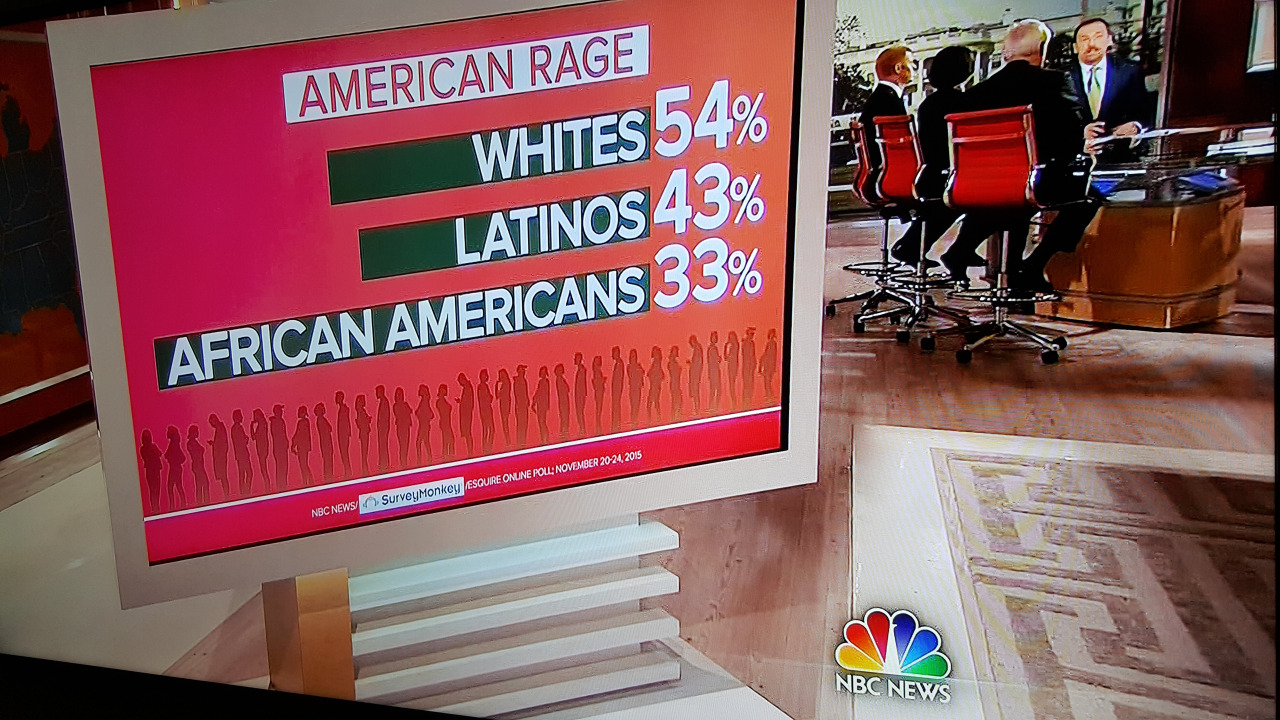 AMERICAN RAGE
WHITES 54%
LATINOS 43%
AFRICAN AMERICANS 33%
NBC NEWS/ SurveyMonkey /ESQUIRE ONLINE POLL; NOVEMBER 20-24, 2015
NBC NEWS